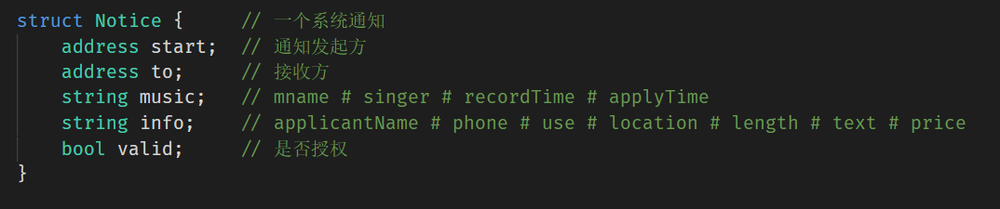 struct Notice {      // 一个系统通知
    address start;  // 通知发起方
    address to;     // 接收方
    string music;   // mname # singer # recordTime # applyTime
    string info;    // applicantName # phone # use # location # length # text # price
    bool valid;     // 是否授权
}